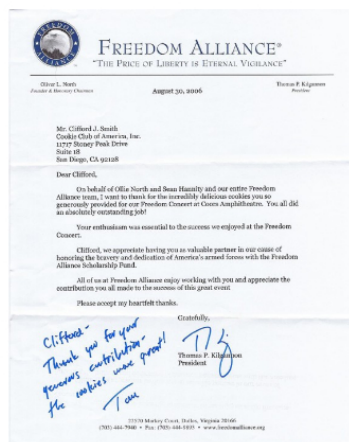 FREEDOM ALLIANCE
FREEDOM ALLIANCE®
"THE PRICE OF LIBERTY IS ETERNAL VIGILANCE"
Oliver L. North
Founder & Honorary Chairman
August 30, 2006
Thomas P. Kilgannon
President
Mr. Clifford J. Smith
Cookie Club of America, Inc.
11717 Stoney Peak Drive
Suite 18
San Diego, CA 92128
Dear Clifford,
On behalf of Ollie North and Sean Hannity and our entire Freedom
Alliance team, I want to thank for the incredibly delicious cookies you so
generously provided for our Freedom Concert at Coors Amphitheatre. You all did
an absolutely outstanding job!
Your enthusiasm was essential to the success we enjoyed at the Freedom
Concert.
Clifford, we appreciate having you as valuable partner in our cause of
honoring the bravery and dedication of America's armed forces with the Freedom
Alliance Scholarship Fund.
All of us at Freedom Alliance enjoy working with you and appreciate the
contribution you all made to the success of this great event
Please accept my heartfelt thanks.
Gratefully,
Thomas P. Kilgannon
President
Clifford-
Thank you for your
generous contribution-
the cookies were great!
Tom
22570 Markey Court, Dulles, Virginia 20166
(703) 444-7940 • Fax: (703) 444-9893 • www.freedomalliance.org